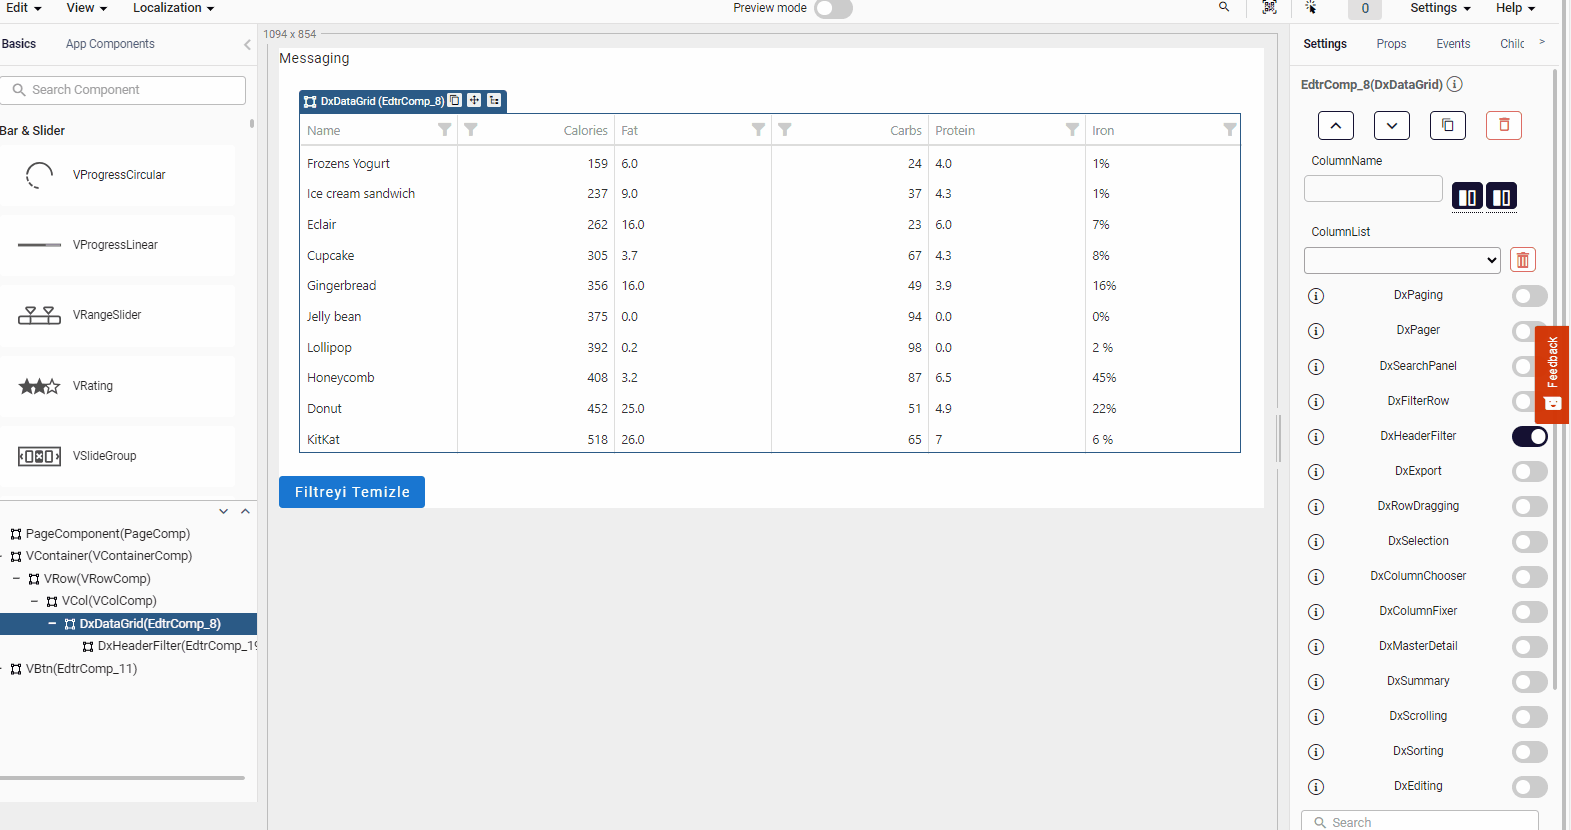 Edit View Localization Preview mode 0 Settings Help
Basics App Components
Search Component
Bar & Slider
VProgressCircular
VProgressLinear
VRangeSlider
VRating
VSlideGroup
PageComponent(PageComp)
VContainer(VContainerComp)
VRow(VRowComp)
VCol(VColComp)
DxDataGrid(EdtrComp_8)
DxHeaderFilter(EdtrComp_19
VBtn(EdtrComp_11)
1094 x 854
Messaging
DxDataGrid (EdtrComp_8)
Name Calories Fat Carbs Protein Iron
Frozens Yogurt 159 6.0 24 4.0 1%
Ice cream sandwich 237 9.0 37 4.3 1%
Eclair 262 16.0 23 6.0 7%
Cupcake 305 3.7 67 4.3 8%
Gingerbread 356 16.0 49 3.9 16%
Jelly bean 375 0.0 94 0.0 0%
Lollipop 392 0.2 98 0.0 2 %
Honeycomb 408 3.2 87 6.5 45%
Donut 452 25.0 51 4.9 22%
KitKat 518 26.0 65 7 6 %
Filtreyi Temizle
Settings Props Events Chilc >
EdtrComp_8(DxDataGrid)
ColumnName
ColumnList
DxPaging
DxPager
DxSearchPanel
DxFilterRow
DxHeaderFilter
DxExport
DxRowDragging
DxSelection
DxColumnChooser
DxColumnFixer
DxMasterDetail
DxSummary
DxScrolling
DxSorting
DxEditing
Search
Feedback